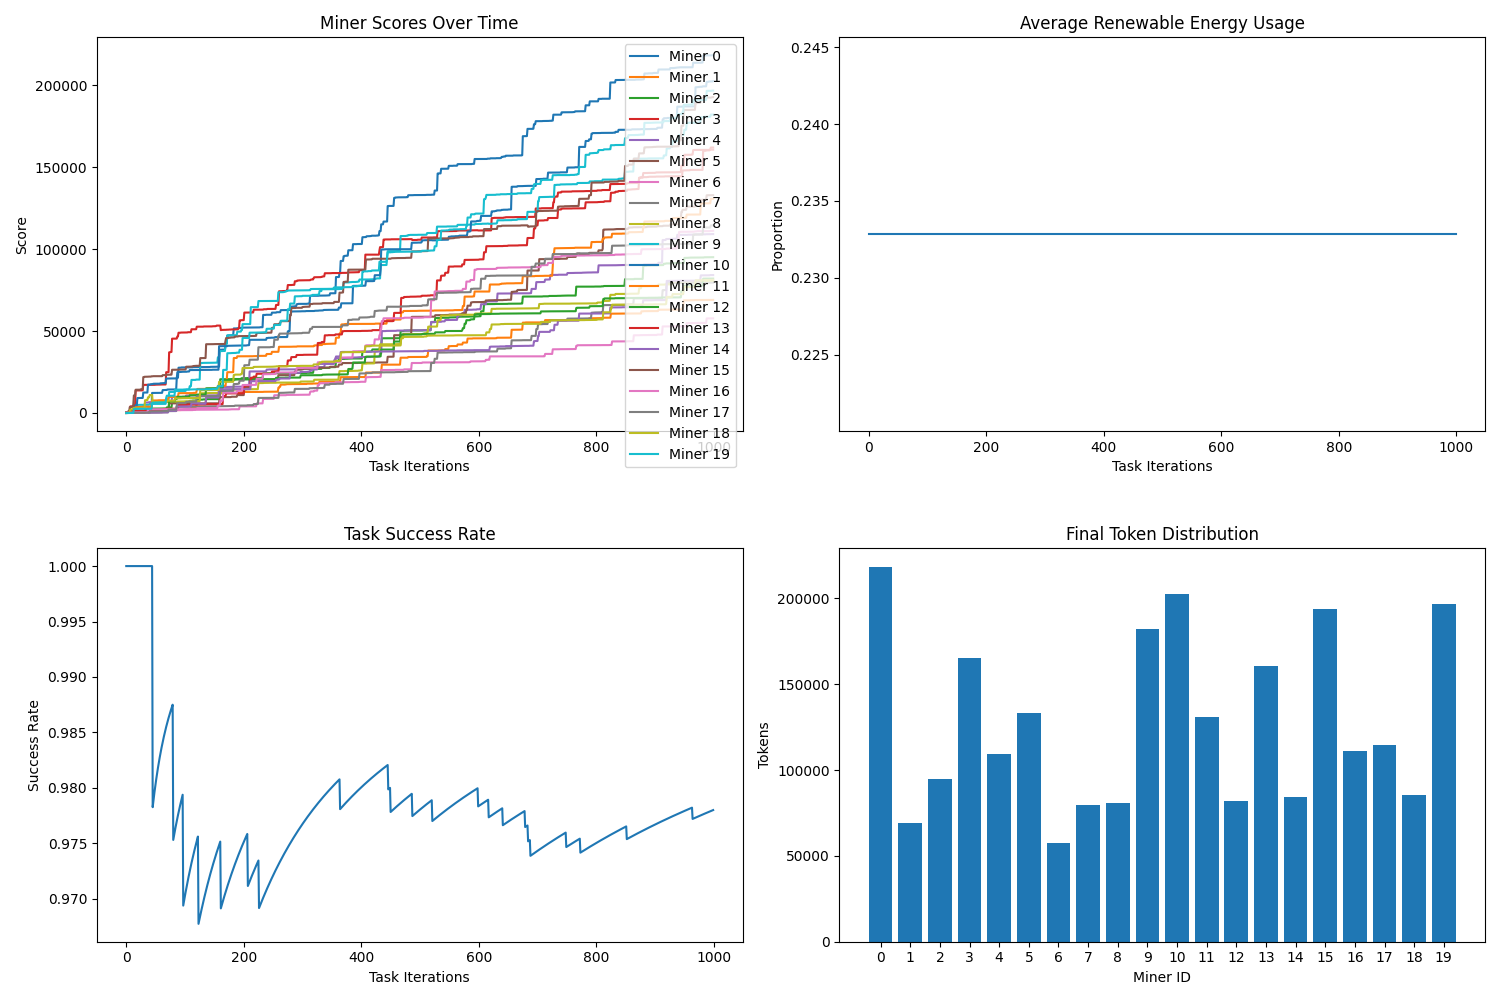 Miner Scores Over Time
Score
200000
150000
100000
50000
0
0 200 400 600 800 1000
Task Iterations
Miner 0
Miner 1
Miner 2
Miner 3
Miner 4
Miner 5
Miner 6
Miner 7
Miner 8
Miner 9
Miner 10
Miner 11
Miner 12
Miner 13
Miner 14
Miner 15
Miner 16
Miner 17
Miner 18
Miner 19
Average Renewable Energy Usage
Proportion
0.245
0.240
0.235
0.230
0.225
0 200 400 600 800 1000
Task Iterations
Task Success Rate
Success Rate
1.000
0.995
0.990
0.985
0.980
0.975
0.970
0 200 400 600 800 1000
Task Iterations
Final Token Distribution
Tokens
200000
150000
100000
50000
0
0 1 2 3 4 5 6 7 8 9 10 11 12 13 14 15 16 17 18 19
Miner ID